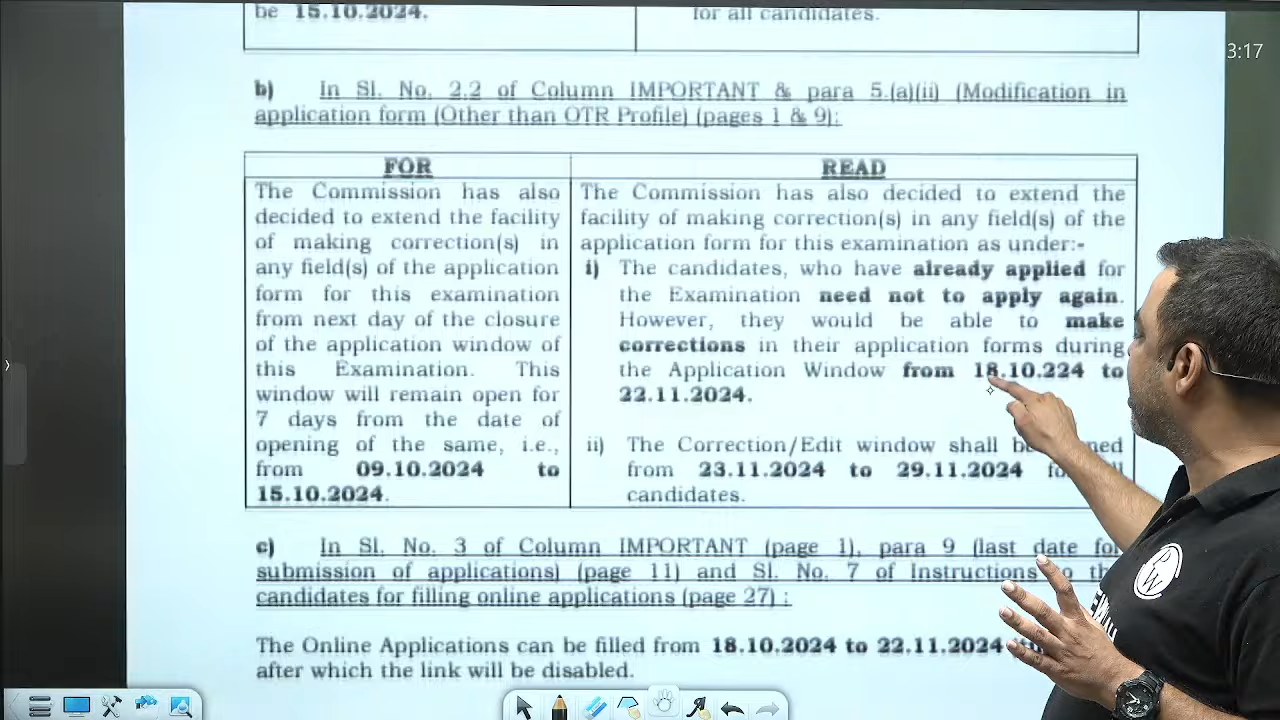 be 15.10.2024.
for all candidates.
3:17
b) In Sl. No. 2.2 of Column IMPORTANT & para 5.(a)(ii) (Modification in
application form (Other than OTR Profile) (pages 1 & 9):
FOR
The Commission has also
decided to extend the facility
of making correction(s) in
any field(s) of the application
form for this examination
from next day of the closure
of the application window of
this Examination. This
window will remain open for
7 days from the date of
opening of the same, i.e.,
from 09.10.2024 to
15.10.2024.
READ
The Commission has also decided to extend the
facility of making correction(s) in any field(s) of the
application form for this examination as under:-
i) The candidates, who have already applied for
the Examination need not to apply again.
However, they would be able to make
corrections in their application forms during
the Application Window from 18.10.224 to
22.11.2024.
ii) The Correction/Edit window shall be
from 23.11.2024 to 29.11.2024
candidates.
c) In Sl. No. 3 of Column IMPORTANT (page 1), para 9 (last date for
submission of applications) (page 11) and Sl. No. 7 of Instructions to the
candidates for filling online applications (page 27) :
The Online Applications can be filled from 18.10.2024 to 22.11.2024
after which the link will be disabled.